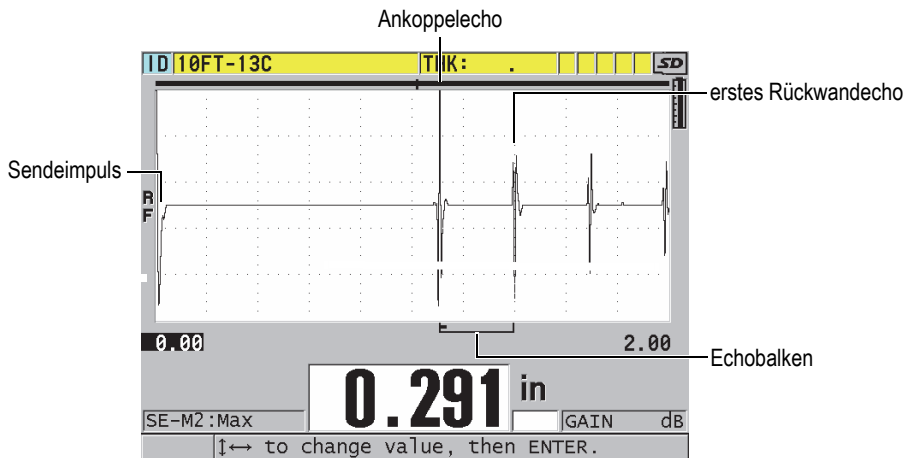 Ankoppelecho
ID 10FT-13C THK: . SD
erstes Rückwandecho
Sendeimpuls
RF
0.00 2.00
Echobalken
0.291 in
SE-M2:Max GAIN dB
↕↔ to change value, then ENTER.